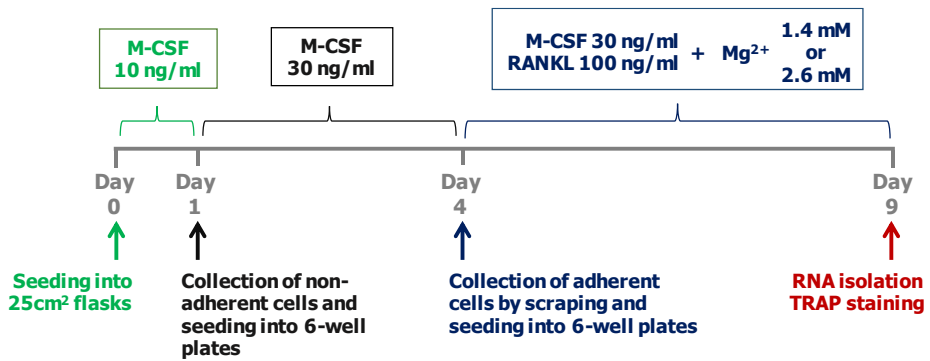 M-CSF
10 ng/ml
M-CSF
30 ng/ml
M-CSF 30 ng/ml
RANKL 100 ng/ml
+ Mg²⁺
1.4 mM
or
2.6 mM
Day
0
Day
1
Day
4
Day
9
Seeding into
25cm² flasks
Collection of non-
adherent cells and
seeding into 6-well
plates
Collection of adherent
cells by scraping and
seeding into 6-well plates
RNA isolation
TRAP staining